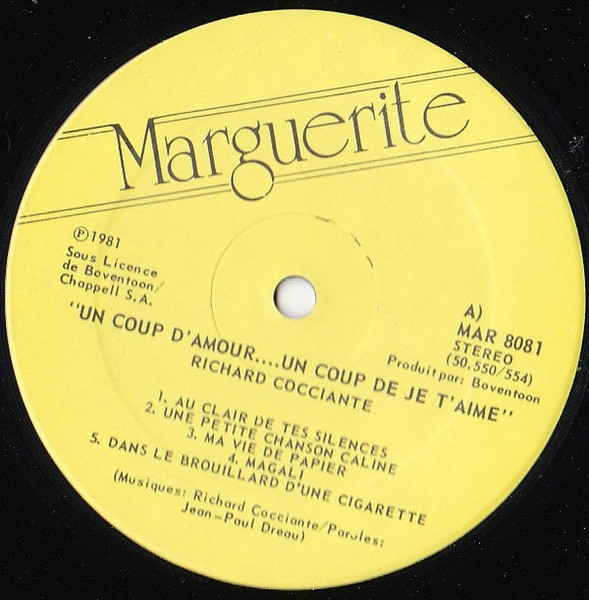 Marguerite
Ⓟ1981
Sous Licence
de Boventoon/
Chappell S.A.
A)
MAR 8081
STEREO
(50.550/554)
Produit par: Boventoon
"UN COUP D'AMOUR....UN COUP DE JE T'AIME"
RICHARD COCCIANTE
1. AU CLAIR DE TES SILENCES
2. UNE PETITE CHANSON CALINE
3. MA VIE DE PAPIER
4. MAGALI
5. DANS LE BROUILLARD D'UNE CIGARETTE
(Musiques: Richard Cocciante/Paroles:
Jean-Paul Dreau)